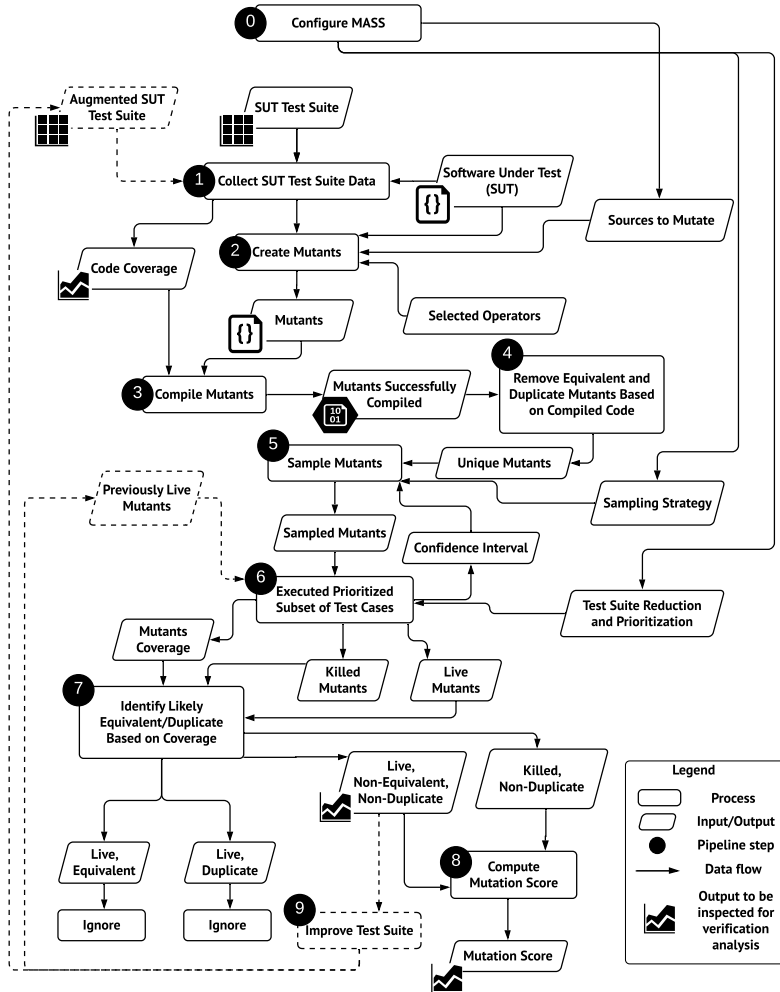 0
Configure MASS
Augmented SUT
Test Suite
SUT Test Suite
1
Collect SUT Test Suite Data
Software Under Test
(SUT)
{}
Sources to Mutate
2
Create Mutants
Code Coverage
Mutants
{}
Selected Operators
3
Compile Mutants
Mutants Successfully
Compiled
10
01
4
Remove Equivalent and
Duplicate Mutants Based
on Compiled Code
5
Sample Mutants
Unique Mutants
Previously Live
Mutants
Sampling Strategy
Sampled Mutants
Confidence Interval
6
Executed Prioritized
Subset of Test Cases
Test Suite Reduction
and Prioritization
Mutants
Coverage
Killed
Mutants
Live
Mutants
7
Identify Likely
Equivalent/Duplicate
Based on Coverage
Live,
Non-Equivalent,
Non-Duplicate
Killed,
Non-Duplicate
Live,
Equivalent
Live,
Duplicate
8
Compute
Mutation Score
Ignore
Ignore
9
Improve Test Suite
Mutation Score
Legend
Process
Input/Output
Pipeline step
Data flow
Output to be
inspected for
verification
analysis